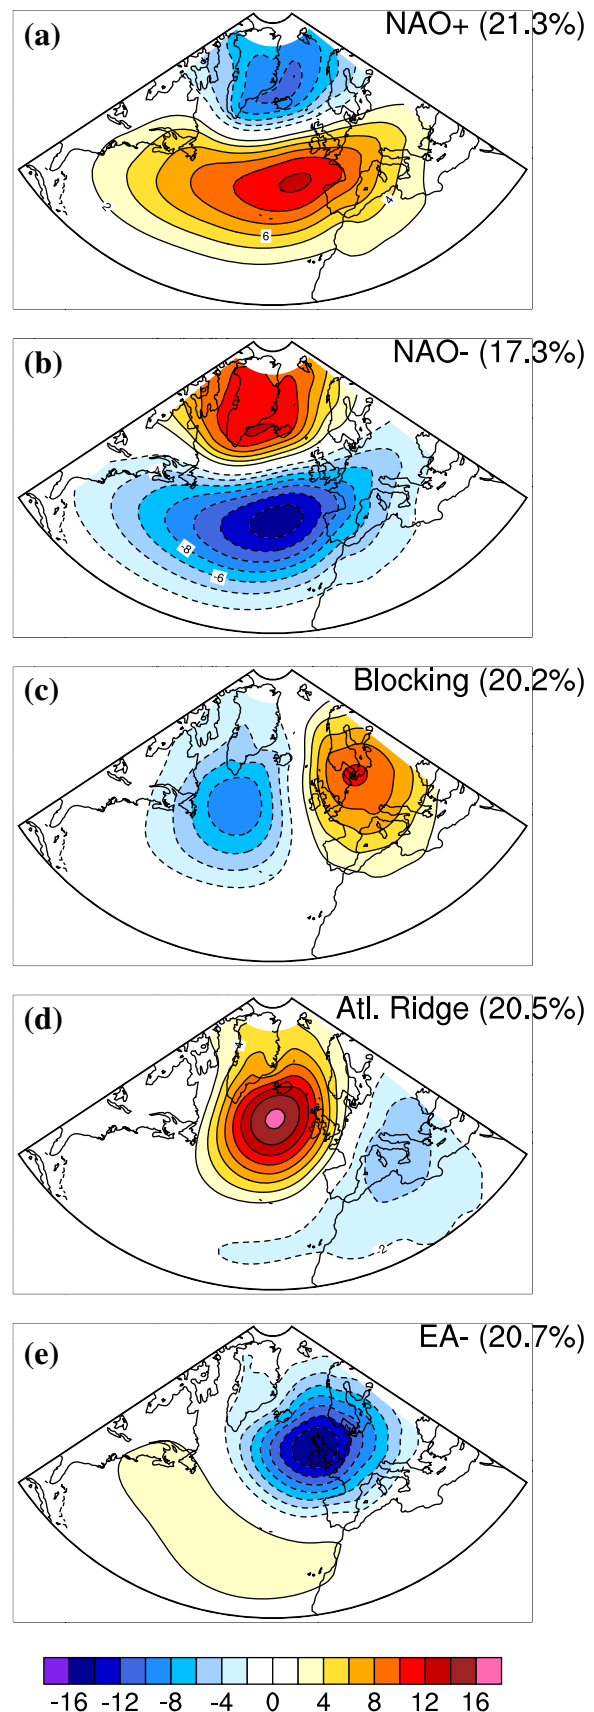 (a) NAO+ (21.3%)
2
4
6
(b) NAO- (17.3%)
-8
-6
(c) Blocking (20.2%)
(d) Atl. Ridge (20.5%)
4
-2
(e) EA- (20.7%)
-16 -12 -8 -4 0 4 8 12 16